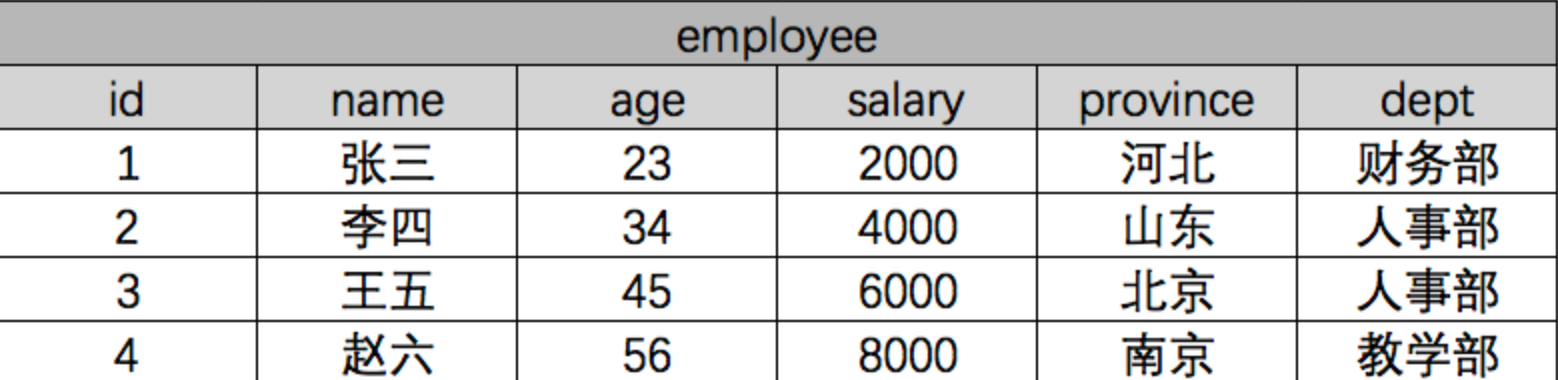 employee
id name age salary province dept
1 张三 23 2000 河北 财务部
2 李四 34 4000 山东 人事部
3 王五 45 6000 北京 人事部
4 赵六 56 8000 南京 教学部